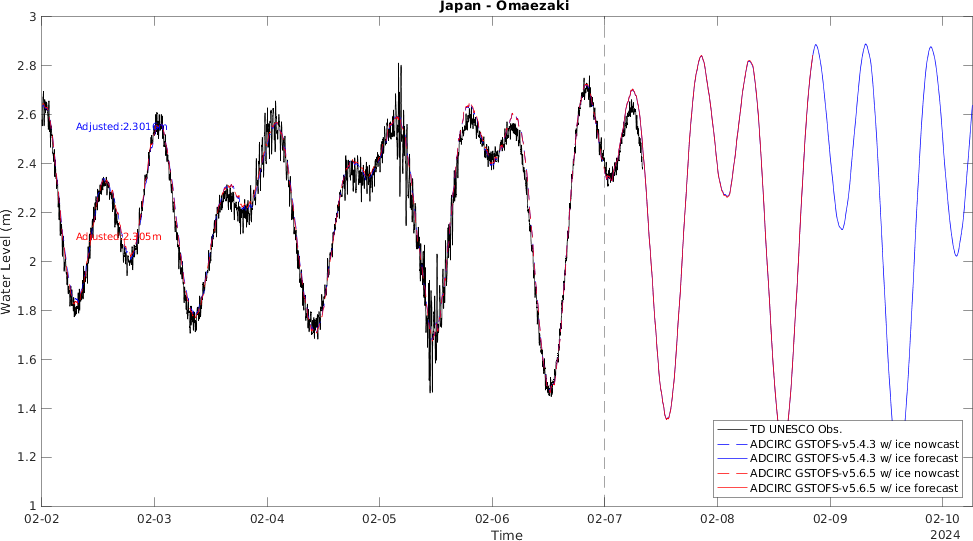 Japan - Omaezaki
3
2.8
2.6
2.4
2.2
2
1.8
1.6
1.4
1.2
1
Water Level (m)
Adjusted:2.301m
Adjusted:2.305m
TD UNESCO Obs.
ADCIRC GSTOFS-v5.4.3 w/ ice nowcast
ADCIRC GSTOFS-v5.4.3 w/ ice forecast
ADCIRC GSTOFS-v5.6.5 w/ ice nowcast
ADCIRC GSTOFS-v5.6.5 w/ ice forecast
02-02 02-03 02-04 02-05 02-06 02-07 02-08 02-09 02-10
Time
2024